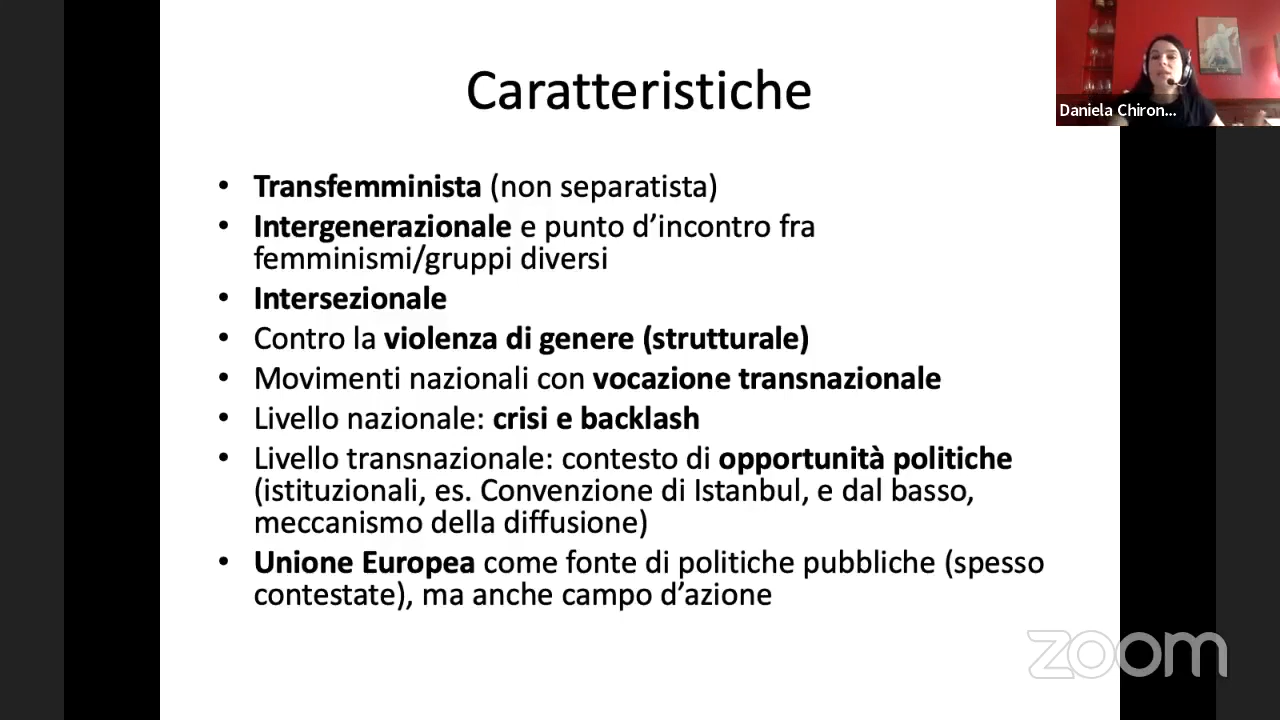 Caratteristiche
Daniela Chiron...
• Transfemminista (non separatista)
• Intergenerazionale e punto d’incontro fra
femminismi/gruppi diversi
• Intersezionale
• Contro la violenza di genere (strutturale)
• Movimenti nazionali con vocazione transnazionale
• Livello nazionale: crisi e backlash
• Livello transnazionale: contesto di opportunità politiche
(istituzionali, es. Convenzione di Istanbul, e dal basso,
meccanismo della diffusione)
• Unione Europea come fonte di politiche pubbliche (spesso
contestate), ma anche campo d’azione
zoom